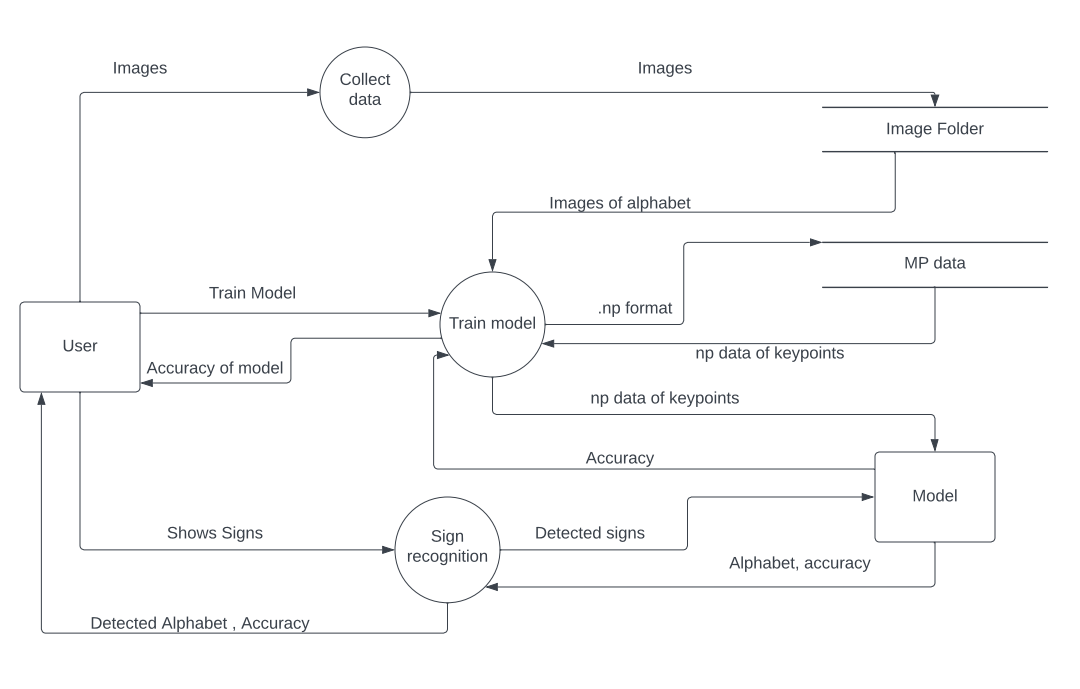 Images
Images
Collect
data
Image Folder
Images of alphabet
MP data
Train Model
.np format
Train model
User
np data of keypoints
Accuracy of model
np data of keypoints
Accuracy
Model
Shows Signs
Detected signs
Sign
recognition
Alphabet, accuracy
Detected Alphabet , Accuracy